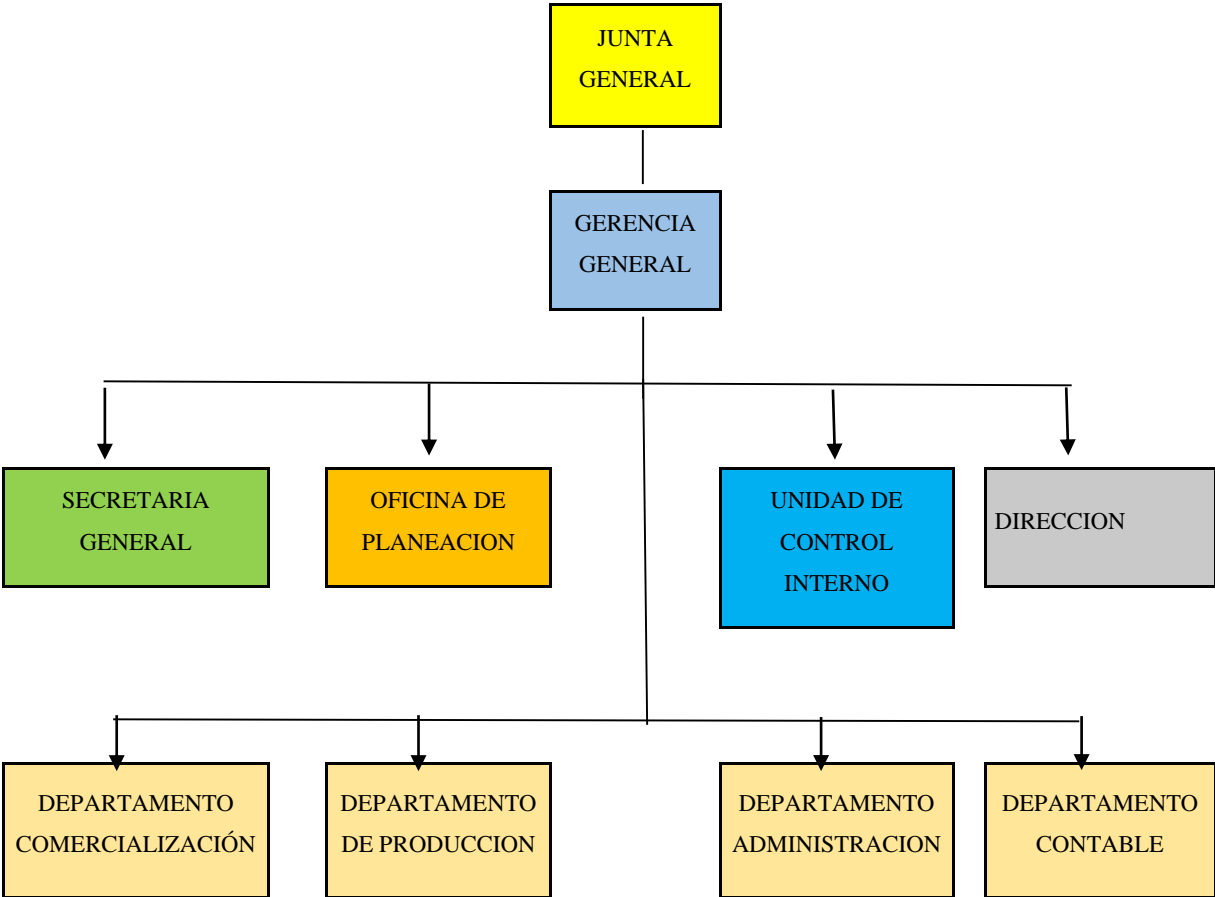 JUNTA
GENERAL
GERENCIA
GENERAL
SECRETARIA
GENERAL
OFICINA DE
PLANEACION
UNIDAD DE
CONTROL
INTERNO
DIRECCION
DEPARTAMENTO
COMERCIALIZACIÓN
DEPARTAMENTO
DE PRODUCCION
DEPARTAMENTO
ADMINISTRACION
DEPARTAMENTO
CONTABLE